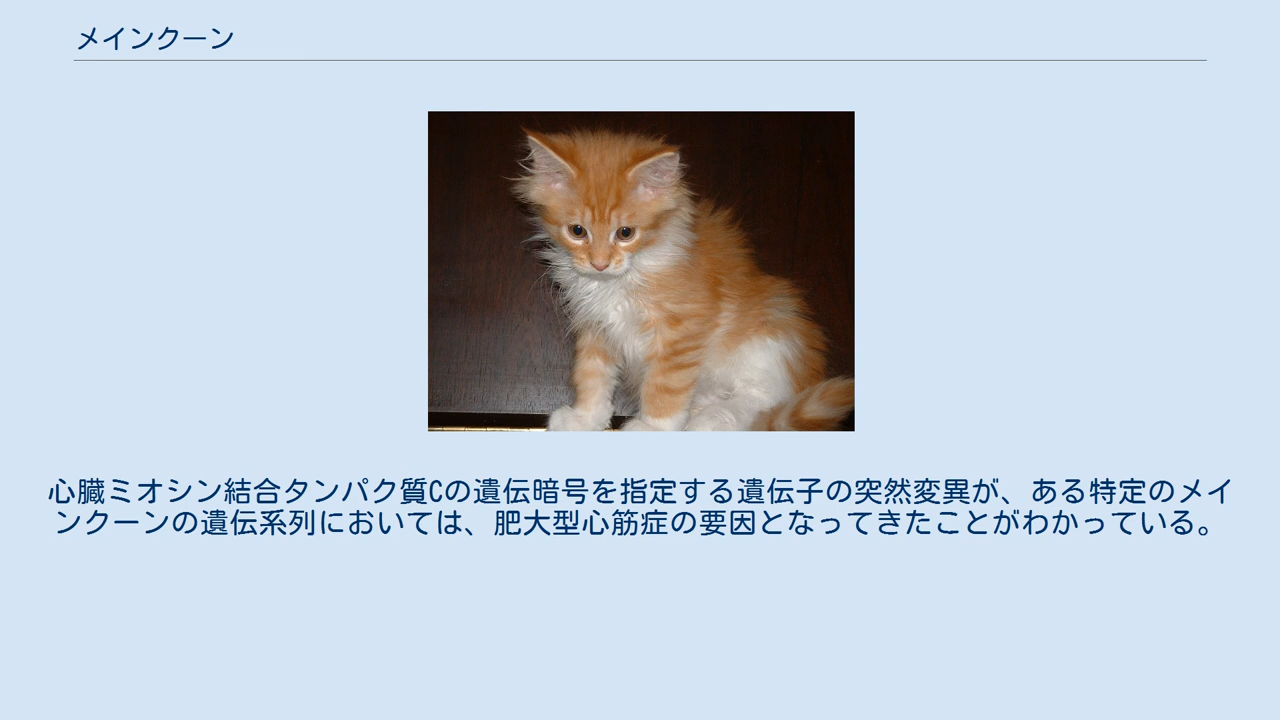 メインクーン
心臓ミオシン結合タンパク質Cの遺伝暗号を指定する遺伝子の突然変異が、ある特定のメイ
ンクーンの遺伝系列においては、肥大型心筋症の要因となってきたことがわかっている。